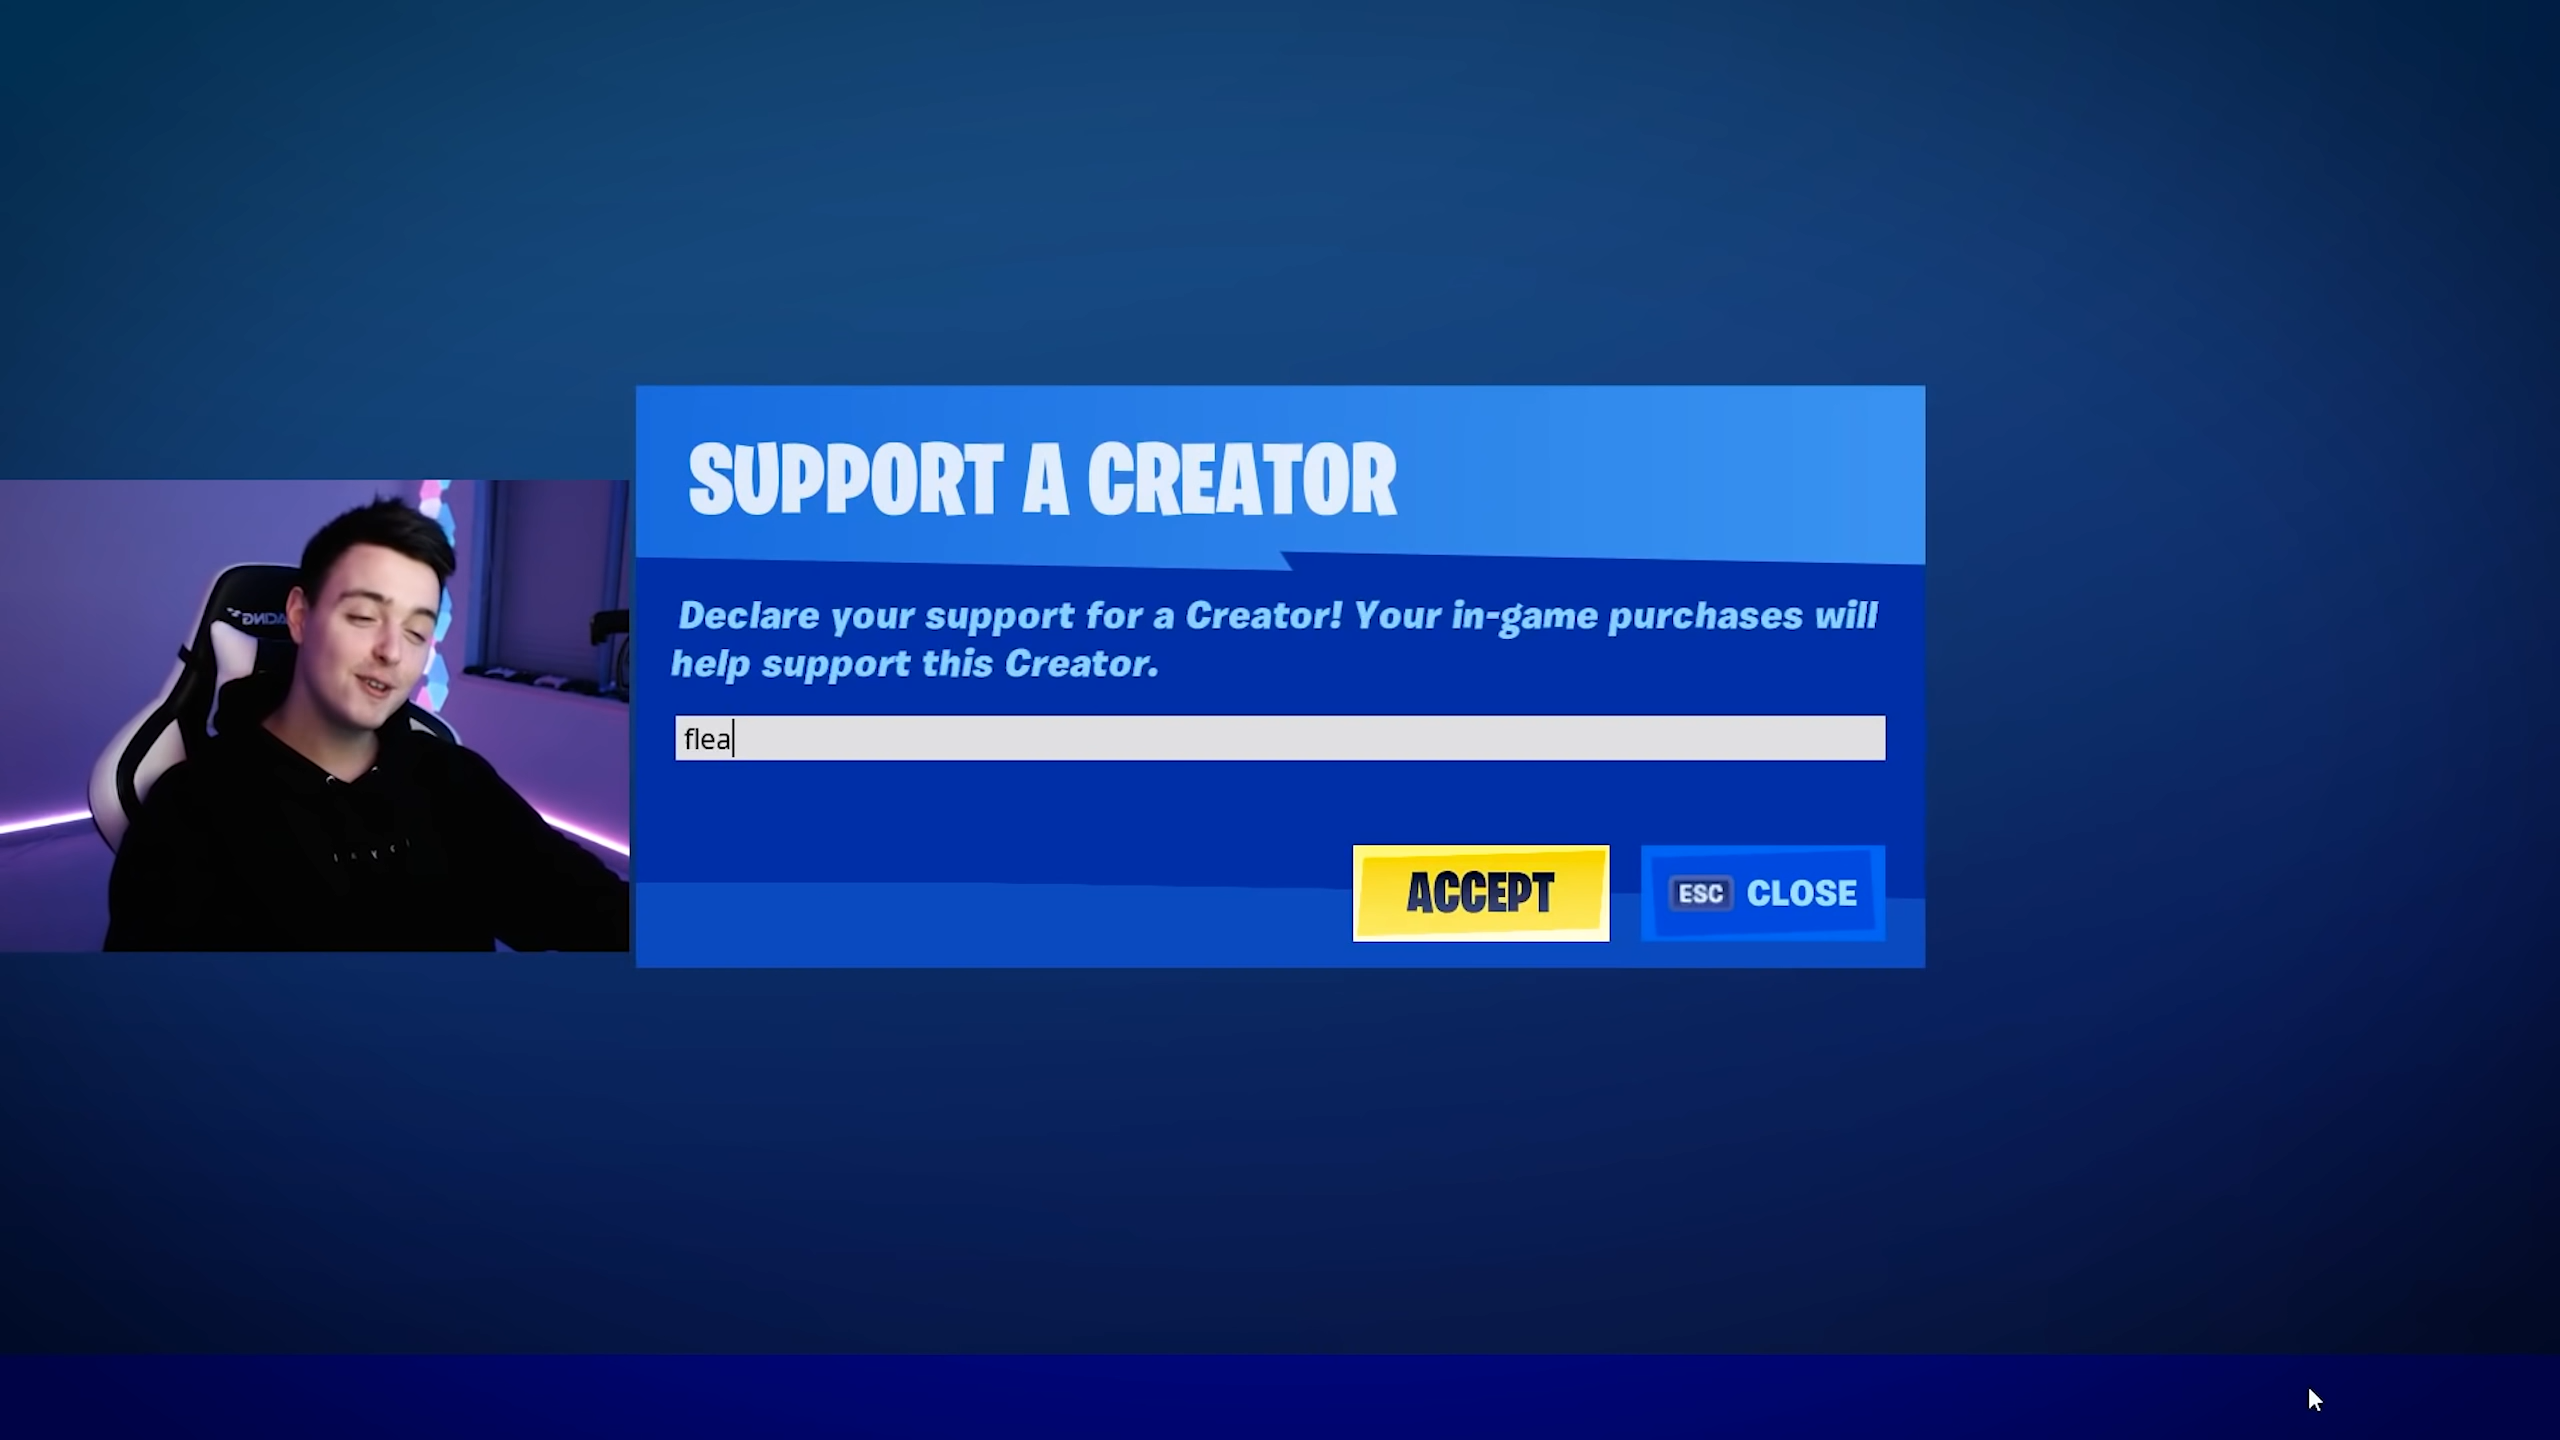 SUPPORT A CREATOR
Declare your support for a Creator! Your in-game purchases will
help support this Creator.
flea
ACCEPT
ESC CLOSE